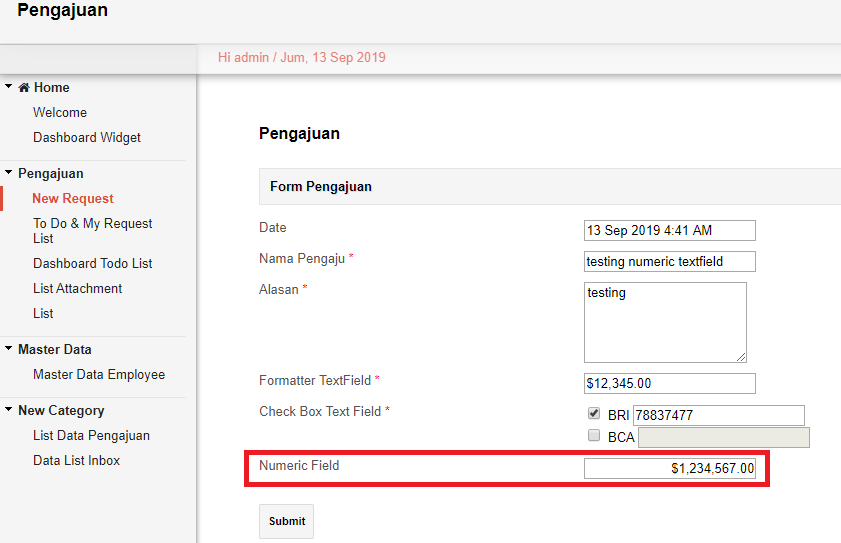 Pengajuan
Hi admin / Jum, 13 Sep 2019
Home
Welcome
Dashboard Widget
Pengajuan
New Request
To Do & My Request
List
Dashboard Todo List
List Attachment
List
Master Data
Master Data Employee
New Category
List Data Pengajuan
Data List Inbox
Pengajuan
Form Pengajuan
Date 13 Sep 2019 4:41 AM
Nama Pengaju * testing numeric textfield
Alasan * testing
Formatter TextField * $12,345.00
Check Box Text Field * BRI 78837477
BCA
Numeric Field $1,234,567.00
Submit